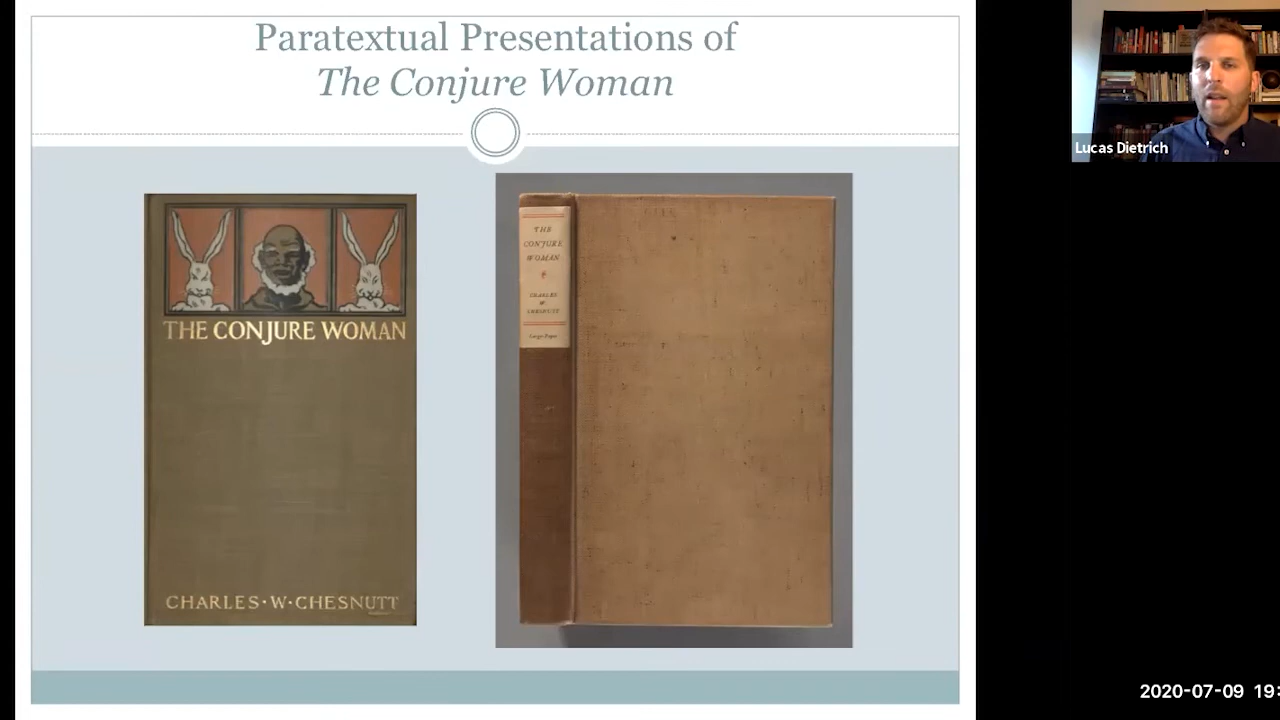 Paratextual Presentations of
The Conjure Woman
THE CONJURE WOMAN
CHARLES·W·CHESNUTT
THE
CONJURE
WOMAN
CHARLES
W.
CHESNUTT
Large-Paper
Lucas Dietrich
2020-07-09 19: